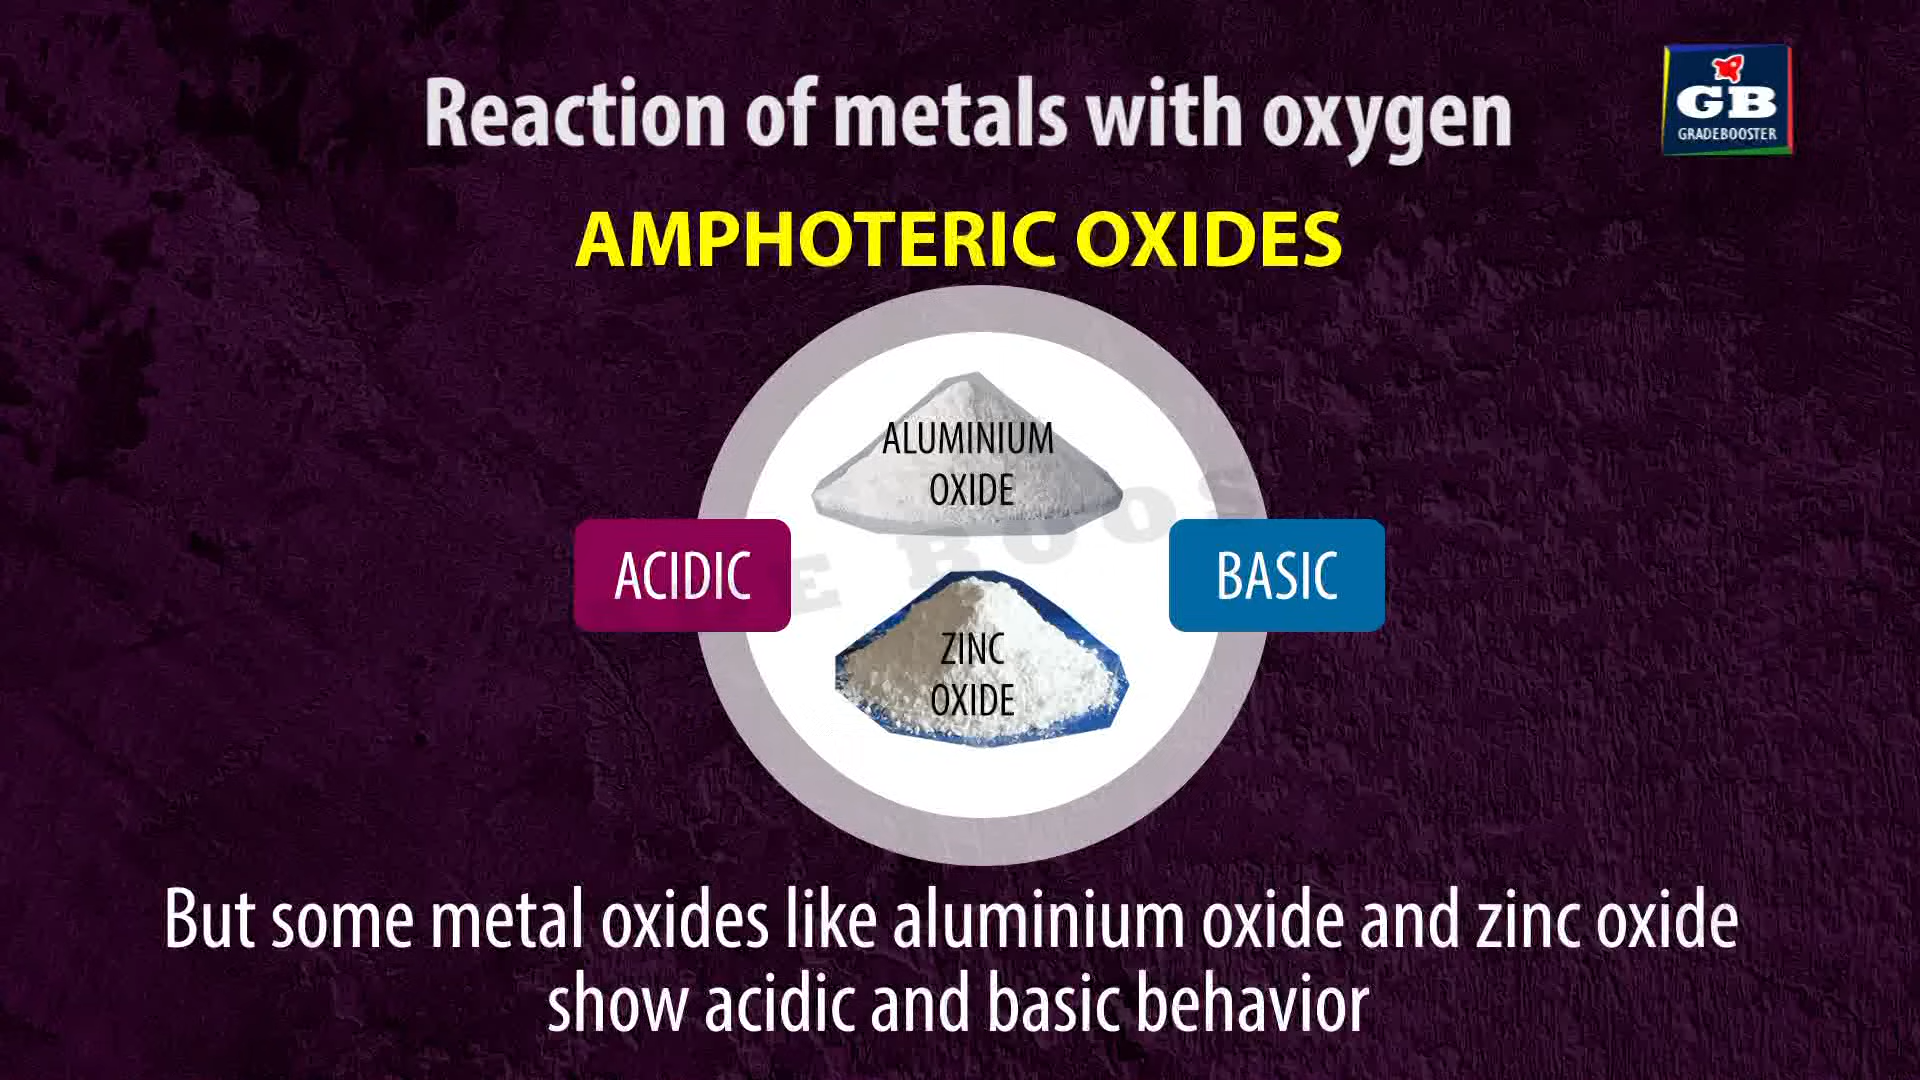 Reaction of metals with oxygen
GB
GRADEBOOSTER
AMPHOTERIC OXIDES
ALUMINIUM
OXIDE
ACIDIC
BASIC
ZINC
OXIDE
But some metal oxides like aluminium oxide and zinc oxide
show acidic and basic behavior